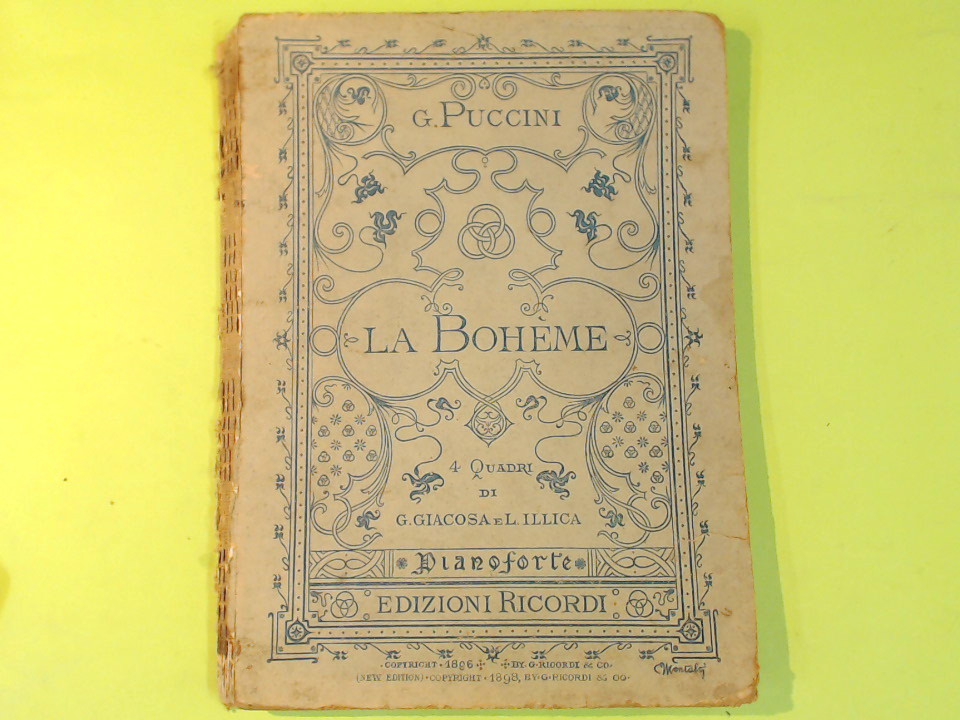 G. PUCCINI
LA BOHÈME
4 QUADRI
DI
G. GIACOSA E L. ILLICA
Pianoforte
EDIZIONI RICORDI
COPYRIGHT · 1896 BY · G · RICORDI & CO ·
(NEW EDITION) · COPYRIGHT · 1898, BY · G · RICORDI && CO ·